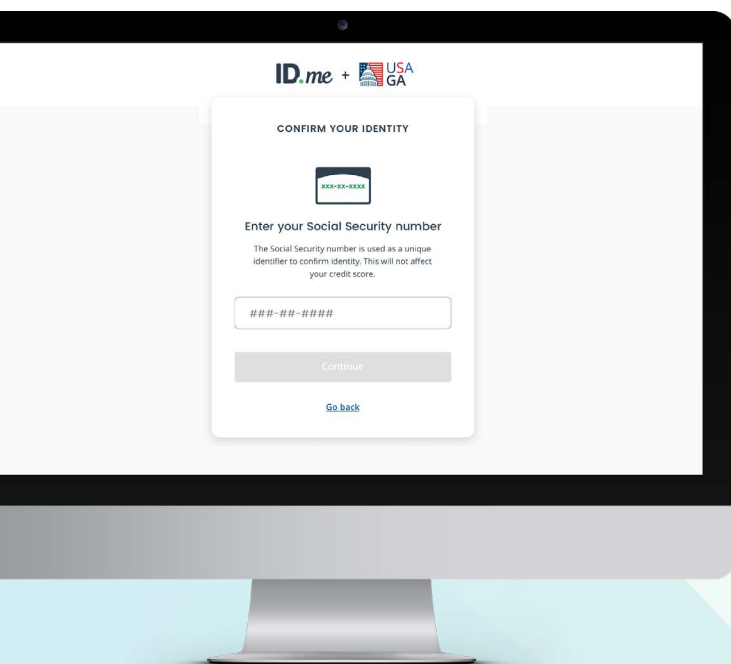 ID.me + USA
GA
CONFIRM YOUR IDENTITY
xxx-xx-xxxx
Enter your Social Security number
The Social Security number is used as a unique
identifier to confirm identity. This will not affect
your credit score.
###-##-####
Continue
Go back